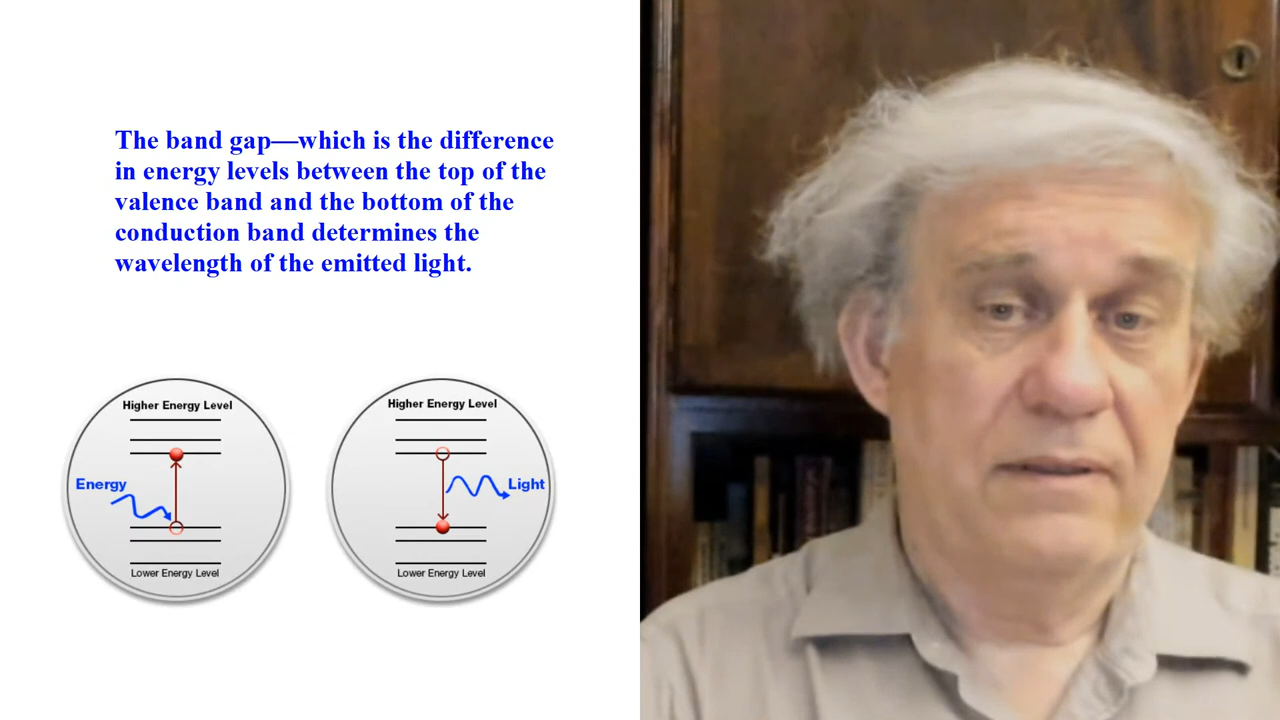 The band gap—which is the difference
in energy levels between the top of the
valence band and the bottom of the
conduction band determines the
wavelength of the emitted light.
Higher Energy Level
Energy
Lower Energy Level
Higher Energy Level
Light
Lower Energy Level